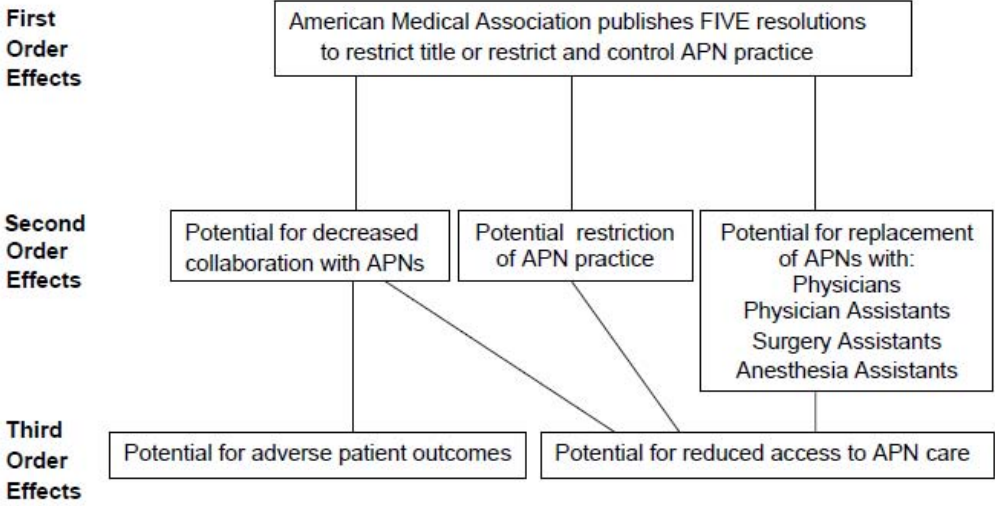 First
Order
Effects
American Medical Association publishes FIVE resolutions
to restrict title or restrict and control APN practice
Second
Order
Effects
Potential for decreased
collaboration with APNs
Potential restriction
of APN practice
Potential for replacement
of APNs with:
Physicians
Physician Assistants
Surgery Assistants
Anesthesia Assistants
Third
Order
Effects
Potential for adverse patient outcomes
Potential for reduced access to APN care